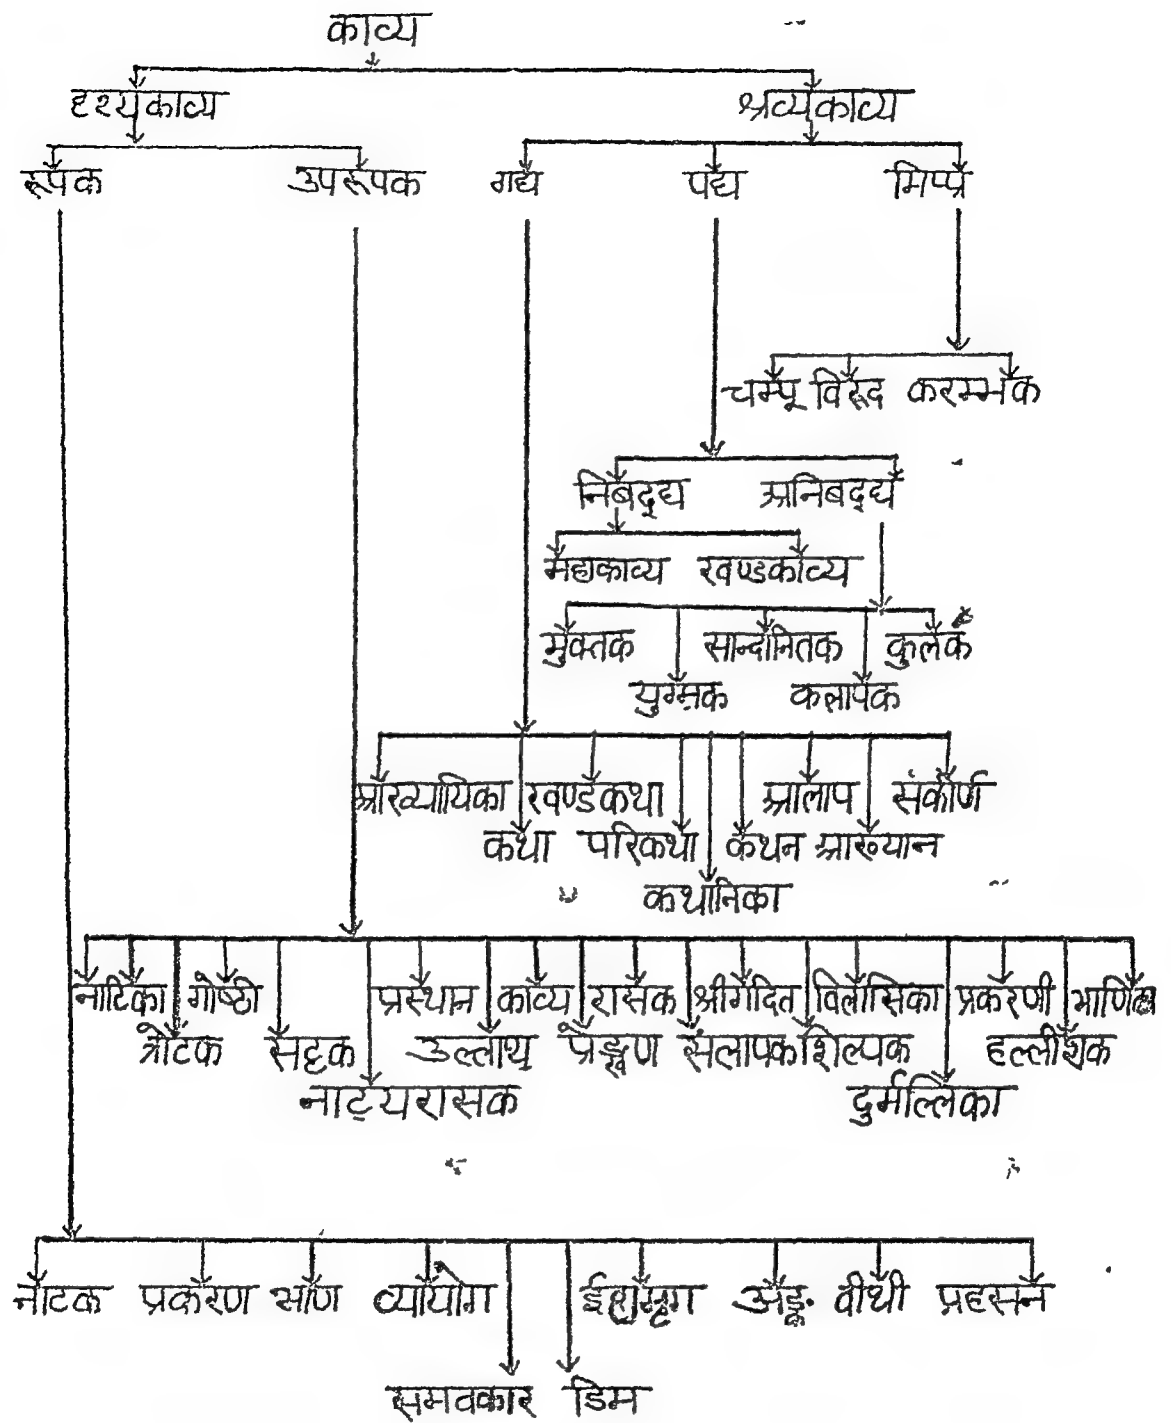 काव्य
दृश्यकाव्य श्रव्यकाव्य
रूपक उपरूपक गद्य पद्य मिश्र
चम्पू विरूद करम्भक
निबद्ध अनिबद्ध
महाकाव्य खण्डकाव्य
मुक्तक सान्दानितक कुलक
युग्मक कलापक
आख्यायिका खण्डकथा आलाप संकीर्ण
कथा परिकथा कथन आख्यान
कथानिका
नाटिका गोष्ठी प्रस्थान काव्य रासक श्रीगदित विलासिका प्रकरणी भाणिका
त्रोटक सट्टक उल्लाथ प्रेङ्खण संलापक शिल्पक हल्लीशक
नाट्यरासक दुर्मल्लिका
नाटक प्रकरण भाण व्यायोग ईहामृग अङ्क वीथी प्रहसन
समवकार डिम